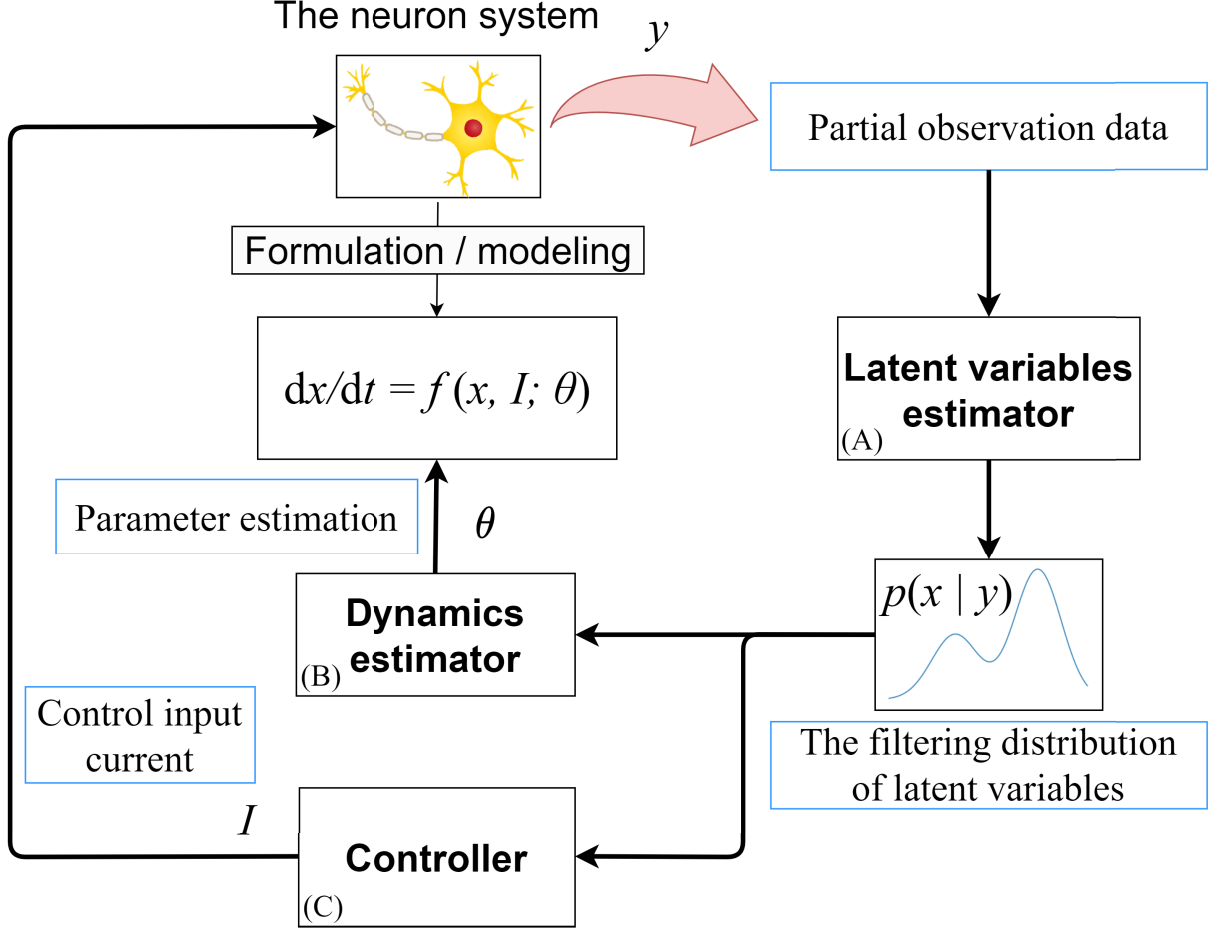 The neuron system
y
Partial observation data
Formulation / modeling
dx/dt = f (x, I; θ)
Latent variables
estimator
(A)
Parameter estimation
θ
p(x | y)
Dynamics
estimator
(B)
The filtering distribution
of latent variables
Control input
current
I
Controller
(C)